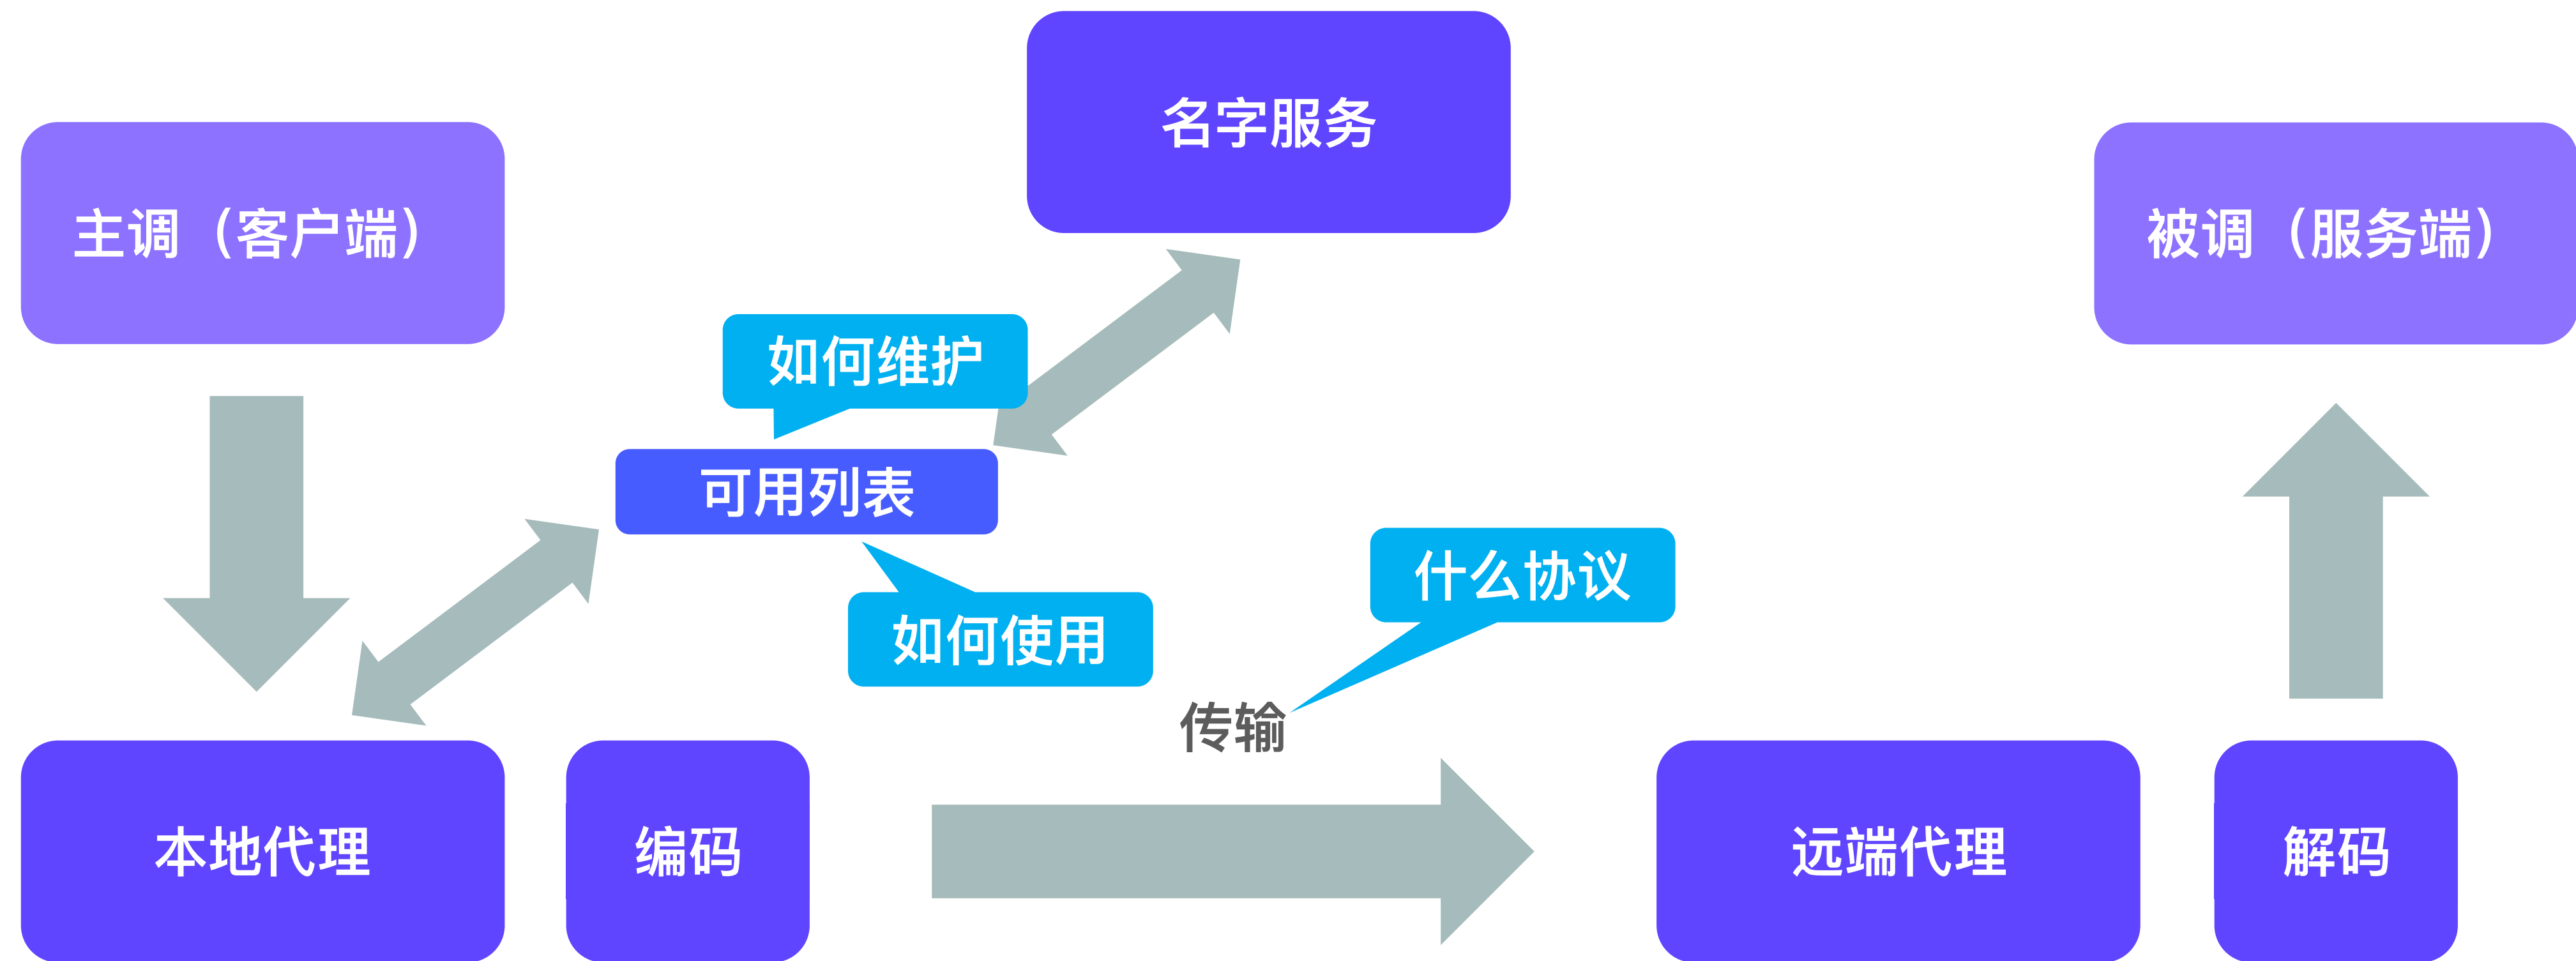 名字服务
主调（客户端）
被调（服务端）
如何维护
可用列表
如何使用
什么协议
传输
本地代理
编码
远端代理
解码